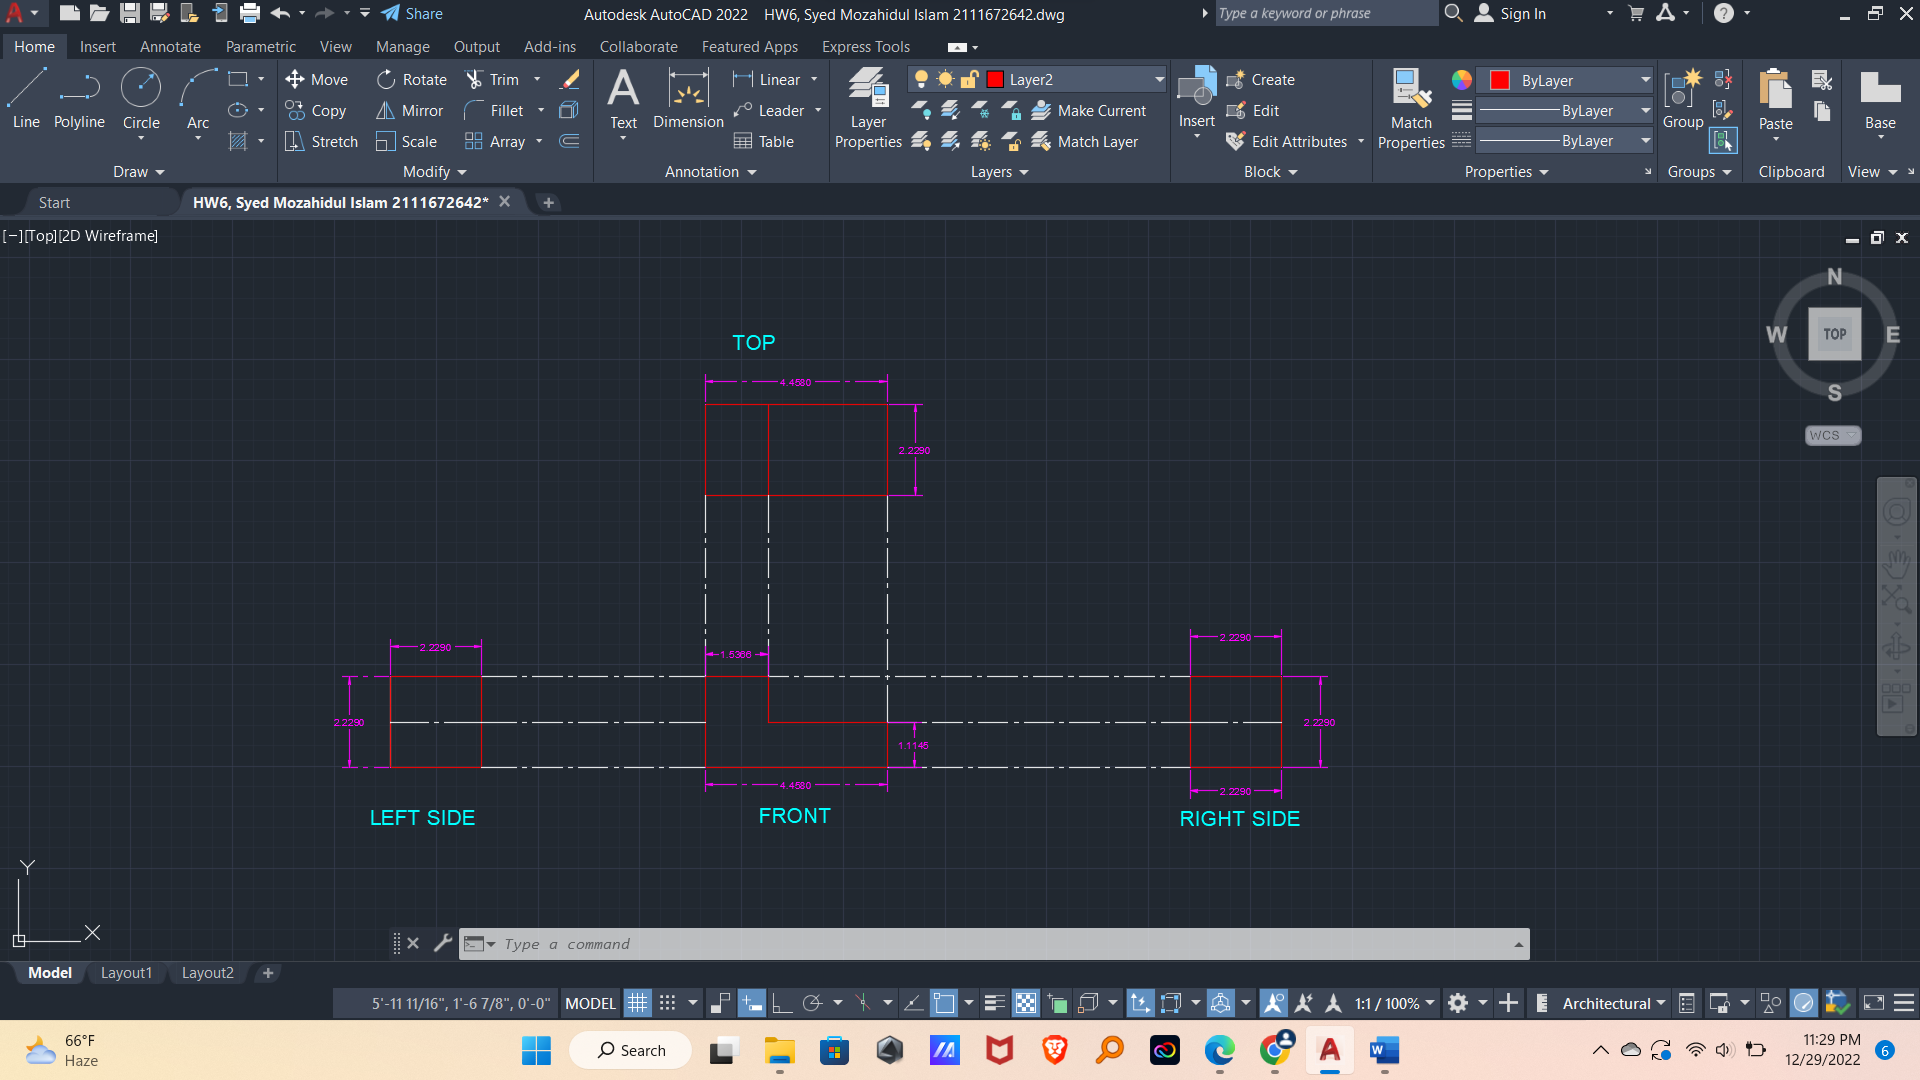 Share
Autodesk AutoCAD 2022 HW6, Syed Mozahidul Islam 2111672642.dwg
Type a keyword or phrase
Sign In
Home Insert Annotate Parametric View Manage Output Add-ins Collaborate Featured Apps Express Tools
Line Polyline Circle Arc
Draw
Move Rotate Trim
Copy Mirror Fillet
Stretch Scale Array
Modify
Text Dimension
Linear
Leader
Table
Annotation
Layer Properties
Layer2
Make Current
Match Layer
Layers
Insert
Create
Edit
Edit Attributes
Block
Match Properties
ByLayer
ByLayer
ByLayer
Properties
Group
Groups
Paste
Clipboard
Base
View
Start HW6, Syed Mozahidul Islam 2111672642*
[−][Top][2D Wireframe]
N
W TOP E
S
WCS
TOP
4.4580
2.2290
2.2290
2.2290
1.5366
1.1145
4.4580
2.2290
2.2290
2.2290
LEFT SIDE
FRONT
RIGHT SIDE
Y
X
Type a command
Model Layout1 Layout2
5'-11 11/16", 1'-6 7/8", 0'-0" MODEL 1:1 / 100% Architectural
66°F
Haze
Search
11:29 PM
12/29/2022
6